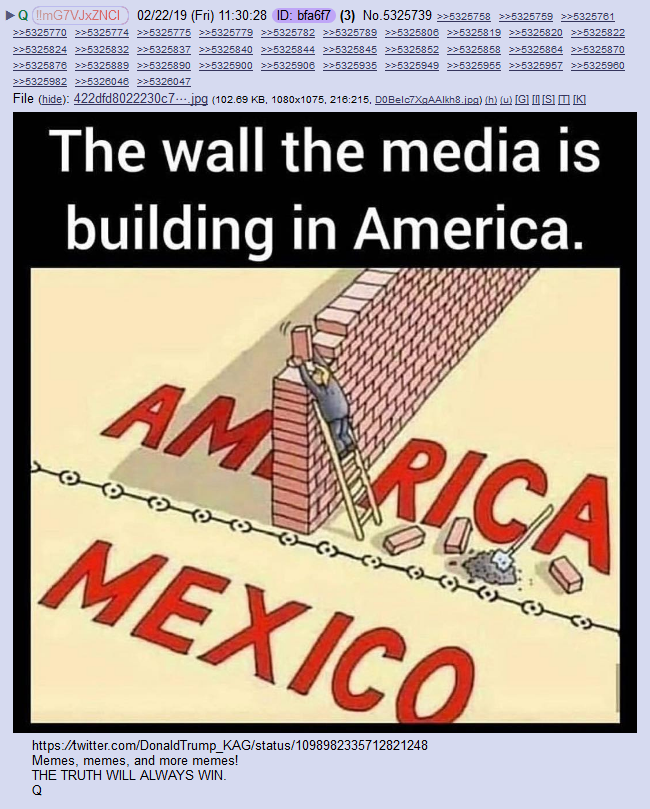 ▶ Q (!!mG7VJxZNCI) 02/22/19 (Fri) 11:30:28 ID: bfa6f7 (3) No.5325739 >>5325758 >>5325759 >>5325761
>>5325770 >>5325774 >>5325775 >>5325779 >>5325782 >>5325789 >>5325806 >>5325819 >>5325820 >>5325822
>>5325824 >>5325832 >>5325837 >>5325840 >>5325844 >>5325845 >>5325852 >>5325858 >>5325864 >>5325870
>>5325876 >>5325889 >>5325890 >>5325900 >>5325906 >>5325935 >>5325949 >>5325955 >>5325957 >>5325960
>>5325982 >>5326046 >>5326047
File (hide): 422dfd8022230c7⋯.jpg (102.69 KB, 1080x1075, 216:215, D0BeIc7XgAAlkh8.jpg) (h) (u) [G] [I] [S] [T] [K]
The wall the media is
building in America.
AM RICA
MEXICO
https://twitter.com/DonaldTrump_KAG/status/1098982335712821248
Memes, memes, and more memes!
THE TRUTH WILL ALWAYS WIN.
Q